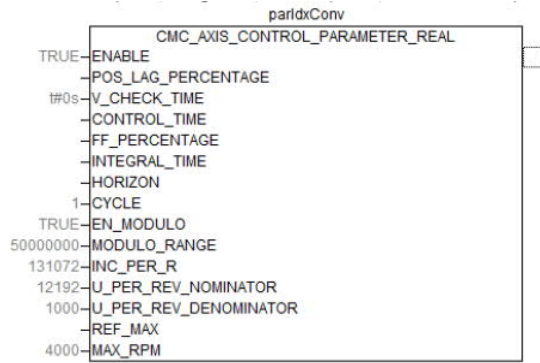 parIdxConv
CMC_AXIS_CONTROL_PARAMETER_REAL
TRUE ENABLE
POS_LAG_PERCENTAGE
t#0s V_CHECK_TIME
CONTROL_TIME
FF_PERCENTAGE
INTEGRAL_TIME
HORIZON
1 CYCLE
TRUE EN_MODULO
50000000 MODULO_RANGE
131072 INC_PER_R
12192 U_PER_REV_NOMINATOR
1000 U_PER_REV_DENOMINATOR
REF_MAX
4000 MAX_RPM